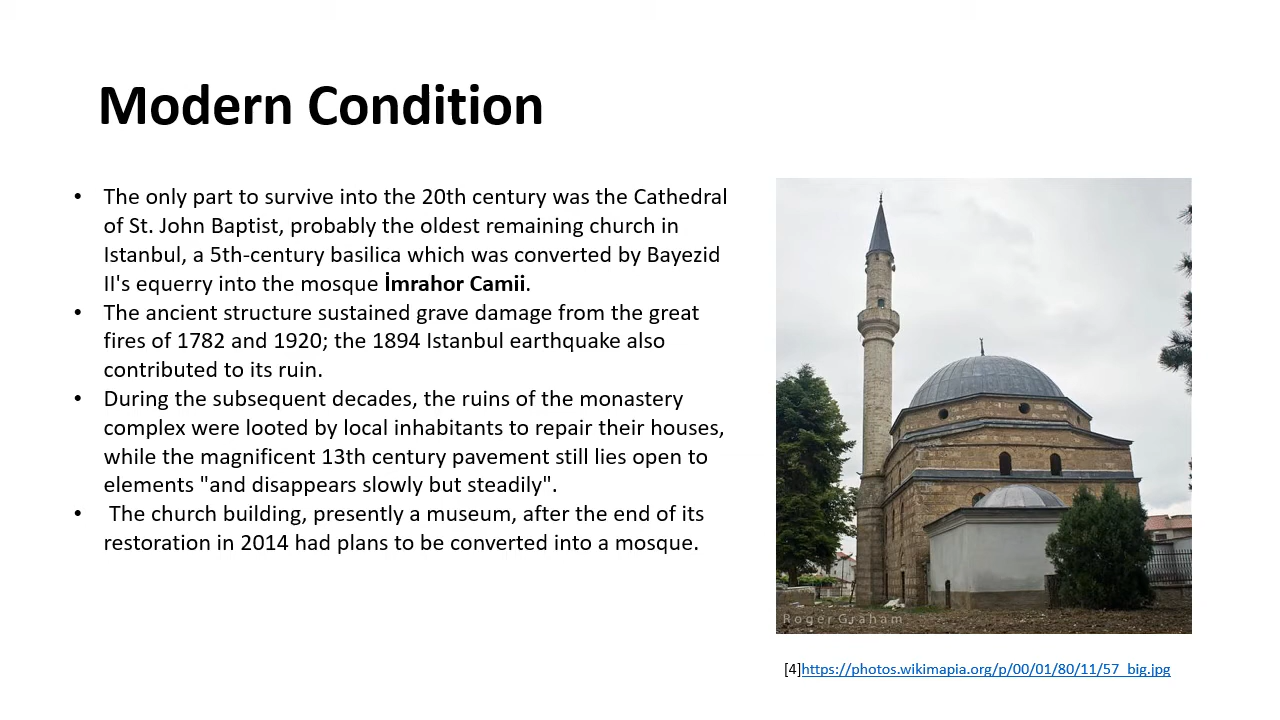 Modern Condition
• The only part to survive into the 20th century was the Cathedral
of St. John Baptist, probably the oldest remaining church in
Istanbul, a 5th-century basilica which was converted by Bayezid
II's equerry into the mosque İmrahor Camii.
• The ancient structure sustained grave damage from the great
fires of 1782 and 1920; the 1894 Istanbul earthquake also
contributed to its ruin.
• During the subsequent decades, the ruins of the monastery
complex were looted by local inhabitants to repair their houses,
while the magnificent 13th century pavement still lies open to
elements "and disappears slowly but steadily".
• The church building, presently a museum, after the end of its
restoration in 2014 had plans to be converted into a mosque.
Roger Graham
[4]https://photos.wikimapia.org/p/00/01/80/11/57_big.jpg